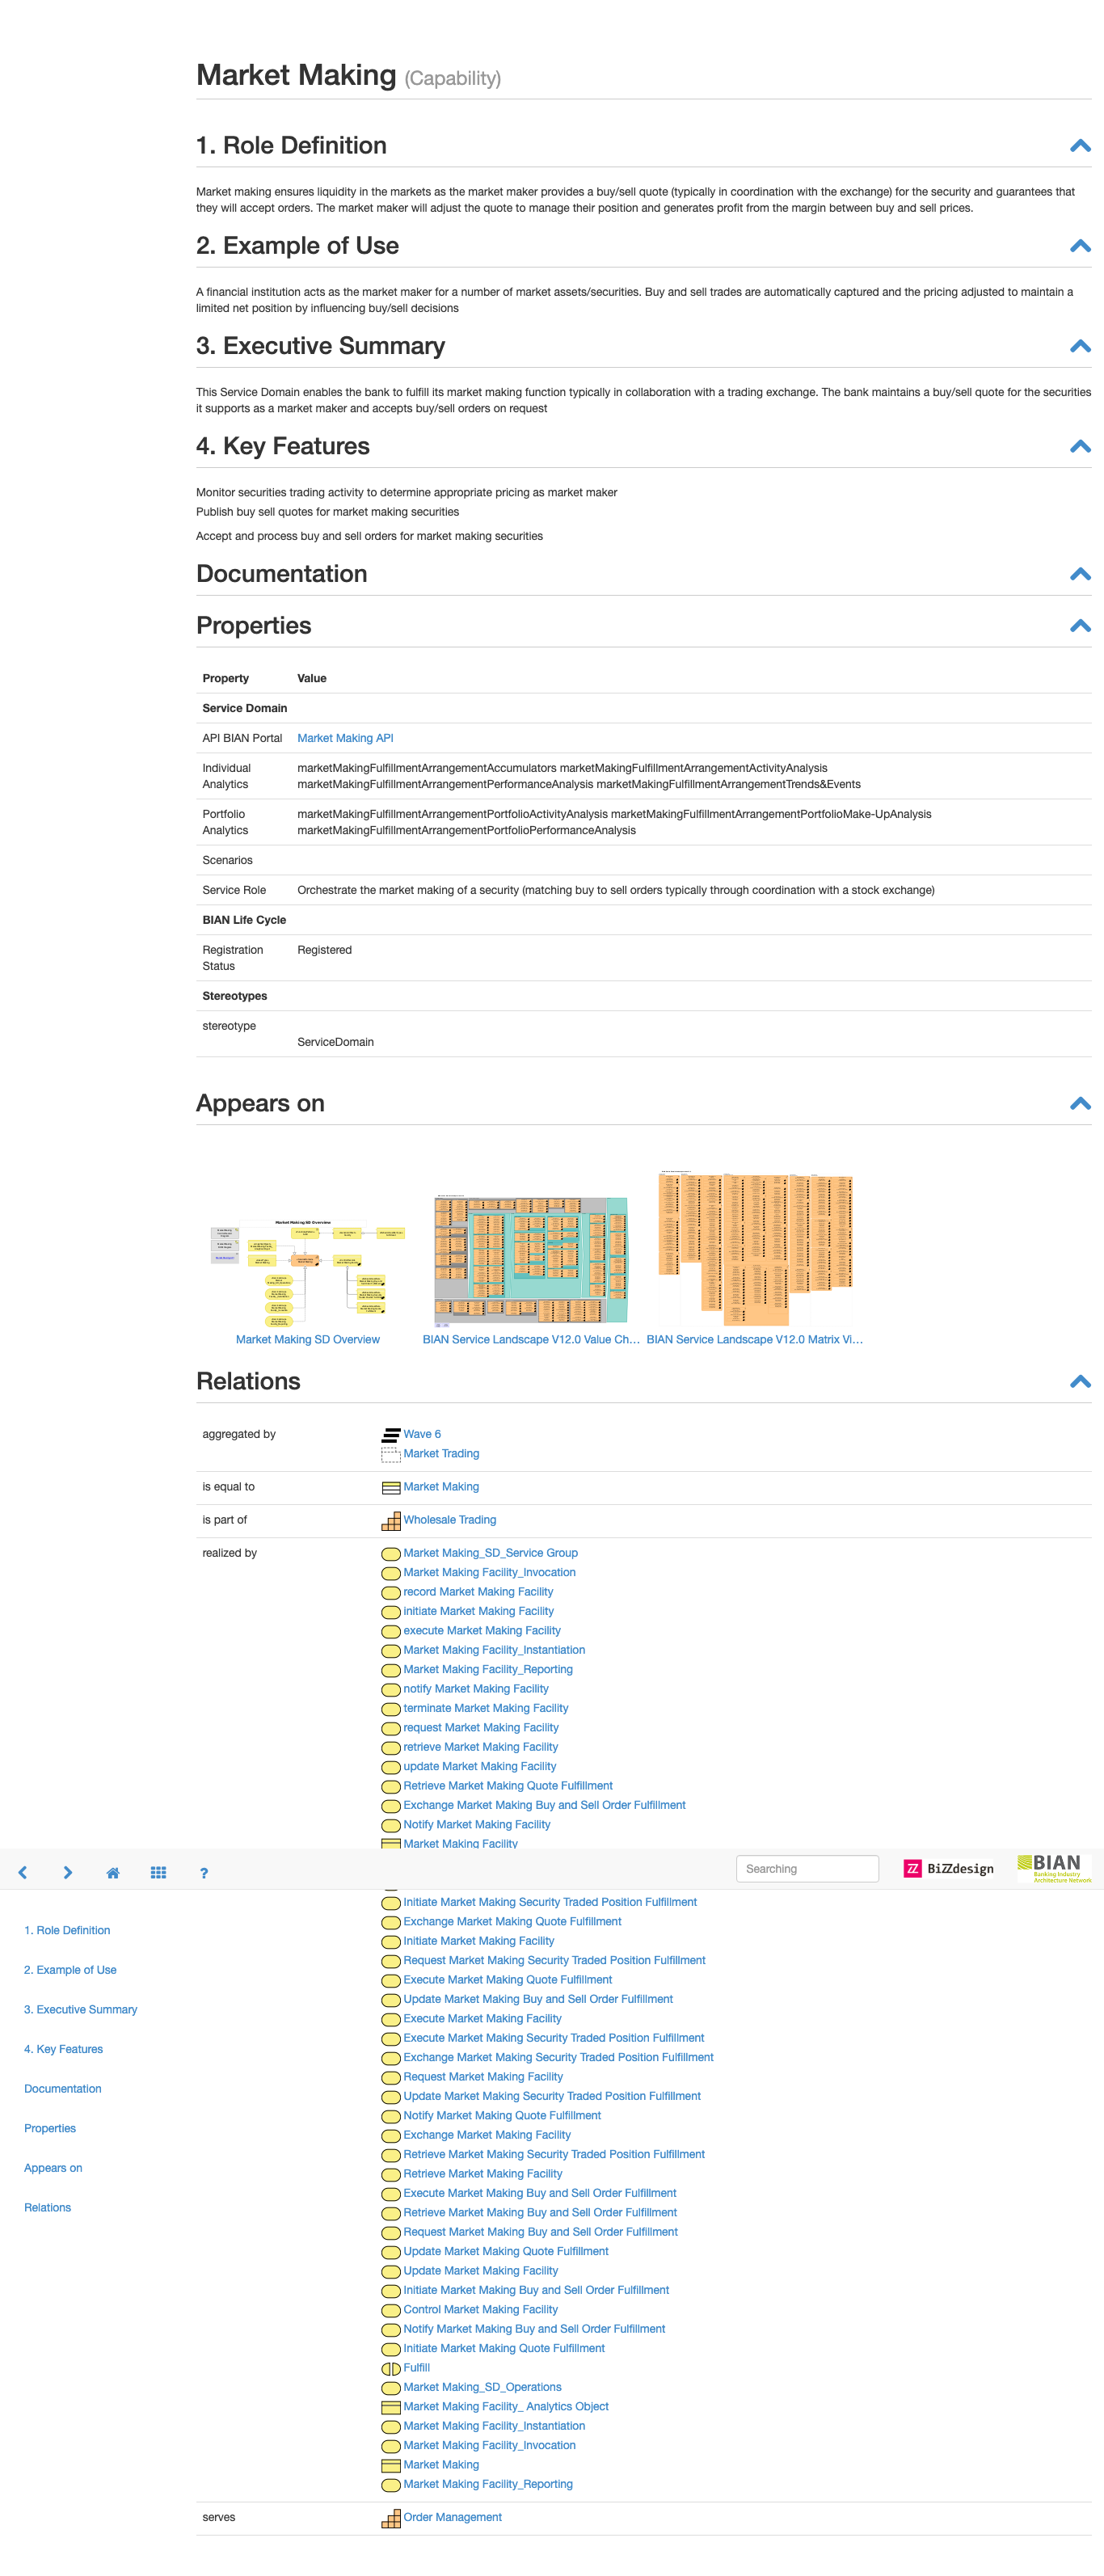 Market Making (Capability)
1. Role Definition
Market making ensures liquidity in the markets as the market maker provides a buy/sell quote (typically in coordination with the exchange) for the security and guarantees that
they will accept orders. The market maker will adjust the quote to manage their position and generates profit from the margin between buy and sell prices.
2. Example of Use
A financial institution acts as the market maker for a number of market assets/securities. Buy and sell trades are automatically captured and the pricing adjusted to maintain a
limited net position by influencing buy/sell decisions
3. Executive Summary
This Service Domain enables the bank to fulfill its market making function typically in collaboration with a trading exchange. The bank maintains a buy/sell quote for the securities
it supports as a market maker and accepts buy/sell orders on request
4. Key Features
Monitor securities trading activity to determine appropriate pricing as market maker
Publish buy sell quotes for market making securities
Accept and process buy and sell orders for market making securities
Documentation
Properties
Property Value
Service Domain
API BIAN Portal Market Making API
Individual marketMakingFulfillmentArrangementAccumulators marketMakingFulfillmentArrangementActivityAnalysis
Analytics marketMakingFulfillmentArrangementPerformanceAnalysis marketMakingFulfillmentArrangementTrends&Events
Portfolio marketMakingFulfillmentArrangementPortfolioActivityAnalysis marketMakingFulfillmentArrangementPortfolioMake-UpAnalysis
Analytics marketMakingFulfillmentArrangementPortfolioPerformanceAnalysis
Scenarios
Service Role Orchestrate the market making of a security (matching buy to sell orders typically through coordination with a stock exchange)
BIAN Life Cycle
Registration Registered
Status
Stereotypes
stereotype
ServiceDomain
Appears on
Market Making SD Overview
Market Making SD Overview BIAN Service Landscape V12.0 Value Ch... BIAN Service Landscape V12.0 Matrix Vi...
Relations
aggregated by Wave 6
Market Trading
is equal to Market Making
is part of Wholesale Trading
realized by Market Making_SD_Service Group
Market Making Facility_Invocation
record Market Making Facility
initiate Market Making Facility
execute Market Making Facility
Market Making Facility_Instantiation
Market Making Facility_Reporting
notify Market Making Facility
terminate Market Making Facility
request Market Making Facility
retrieve Market Making Facility
update Market Making Facility
Retrieve Market Making Quote Fulfillment
Exchange Market Making Buy and Sell Order Fulfillment
Notify Market Making Facility
Market Making Facility
? Searching BiZZdesign BIAN
Banking Industry
Architecture Network
Initiate Market Making Security Traded Position Fulfillment
Exchange Market Making Quote Fulfillment
Initiate Market Making Facility
Request Market Making Security Traded Position Fulfillment
Execute Market Making Quote Fulfillment
Update Market Making Buy and Sell Order Fulfillment
Execute Market Making Facility
Execute Market Making Security Traded Position Fulfillment
Exchange Market Making Security Traded Position Fulfillment
Request Market Making Facility
Update Market Making Security Traded Position Fulfillment
Notify Market Making Quote Fulfillment
Exchange Market Making Facility
Retrieve Market Making Security Traded Position Fulfillment
Retrieve Market Making Facility
Execute Market Making Buy and Sell Order Fulfillment
Retrieve Market Making Buy and Sell Order Fulfillment
Request Market Making Buy and Sell Order Fulfillment
Update Market Making Quote Fulfillment
Update Market Making Facility
Initiate Market Making Buy and Sell Order Fulfillment
Control Market Making Facility
Notify Market Making Buy and Sell Order Fulfillment
Initiate Market Making Quote Fulfillment
Fulfill
Market Making_SD_Operations
Market Making Facility_ Analytics Object
Market Making Facility_Instantiation
Market Making Facility_Invocation
Market Making
Market Making Facility_Reporting
serves Order Management
1. Role Definition
2. Example of Use
3. Executive Summary
4. Key Features
Documentation
Properties
Appears on
Relations